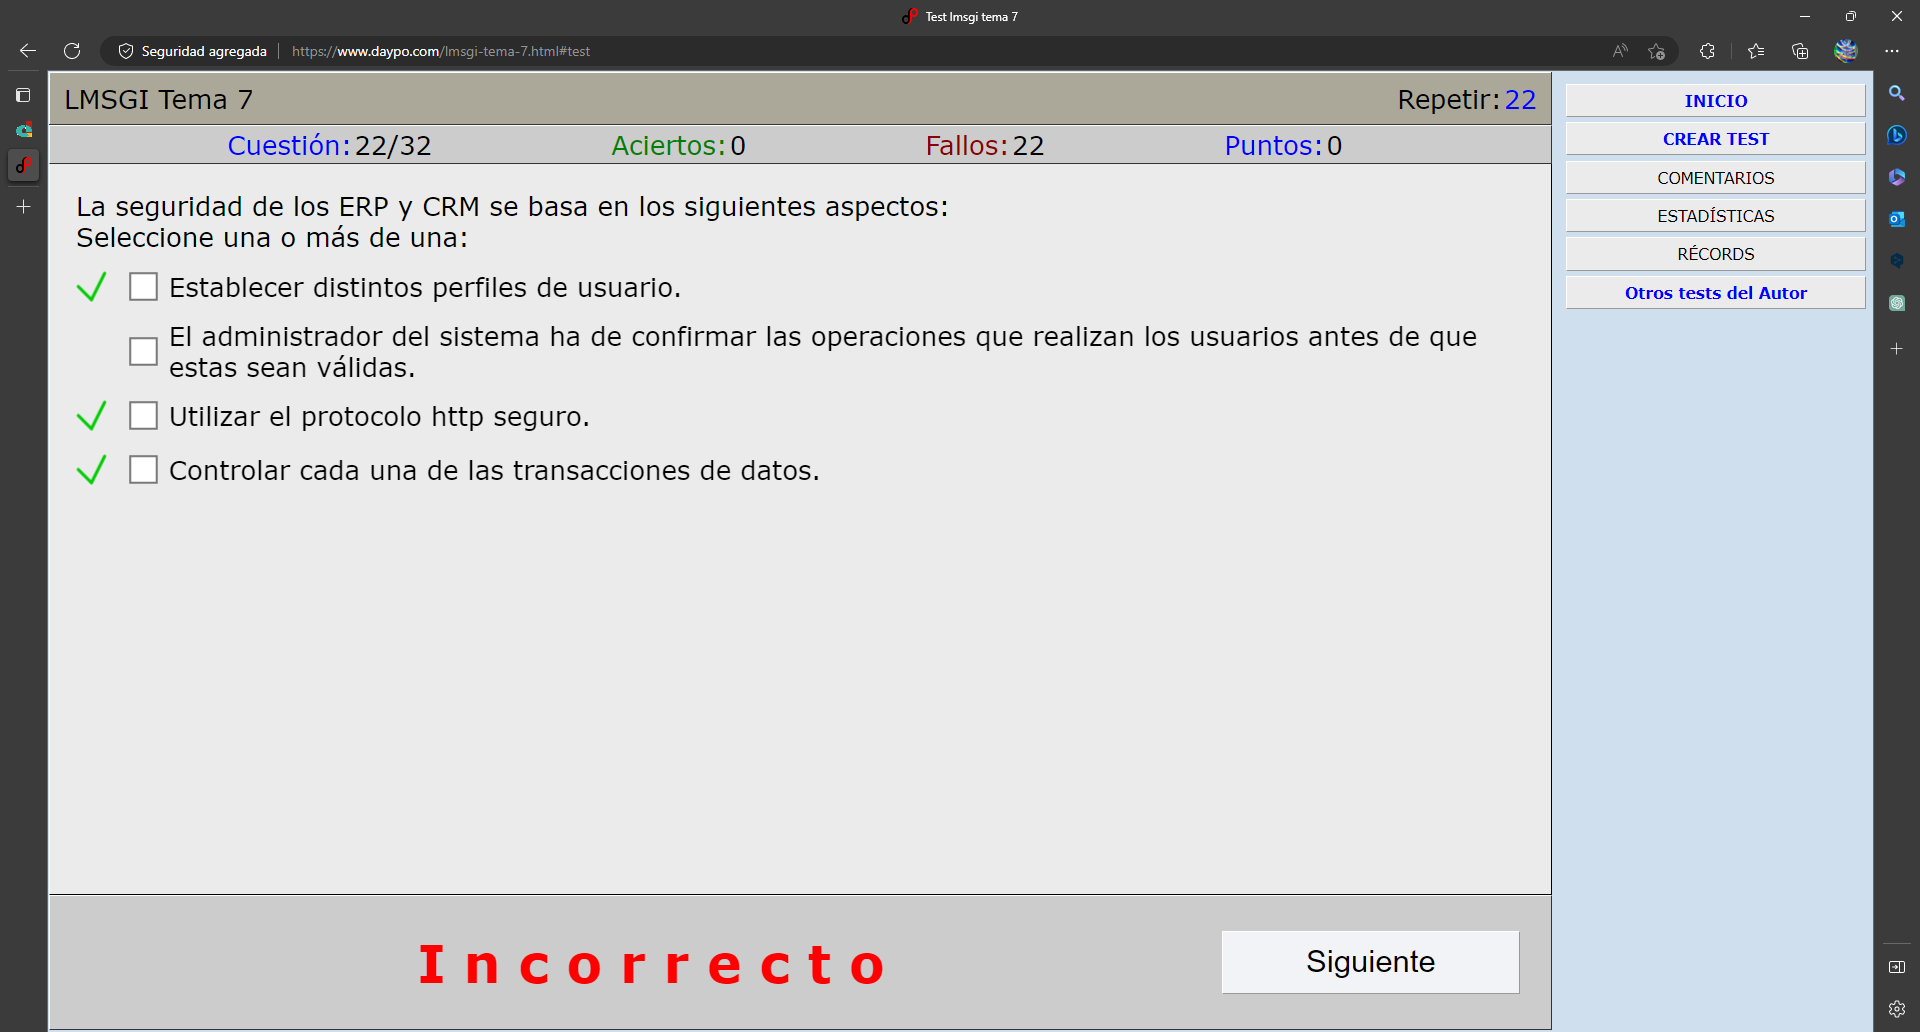 Test lmsgi tema 7
Seguridad agregada
https://www.daypo.com/lmsgi-tema-7.html#test
LMSGI Tema 7
Repetir: 22
Cuestión: 22/32
Aciertos: 0
Fallos: 22
Puntos: 0
La seguridad de los ERP y CRM se basa en los siguientes aspectos:
Seleccione una o más de una:
Establecer distintos perfiles de usuario.
El administrador del sistema ha de confirmar las operaciones que realizan los usuarios antes de que
estas sean válidas.
Utilizar el protocolo http seguro.
Controlar cada una de las transacciones de datos.
Incorrecto
Siguiente
INICIO
CREAR TEST
COMENTARIOS
ESTADÍSTICAS
RÉCORDS
Otros tests del Autor